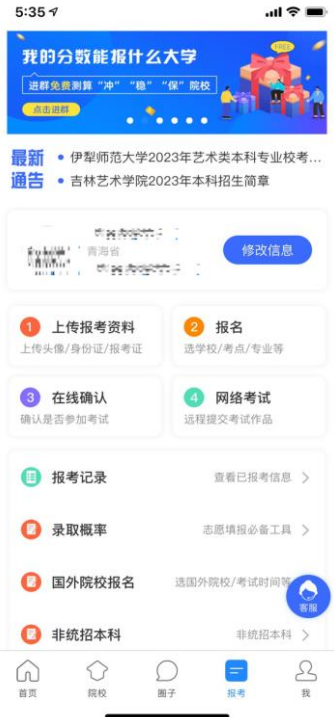 5:35
我的分数能报什么大学
FREE
进群免费测算“冲”“稳”“保”院校
点击进群
最新通告
伊犁师范大学2023年艺术类本科专业校考...
吉林艺术学院2023年本科招生简章
青海省
修改信息
1 上传报考资料
上传头像/身份证/报考证
2 报名
选学校/考点/专业等
3 在线确认
确认是否参加考试
4 网络考试
远程提交考试作品
报考记录 查看已报考信息
录取概率 志愿填报必备工具
国外院校报名 选国外院校/考试时间等
客服
非统招本科 非统招本科
首页 院校 圈子 报考 我